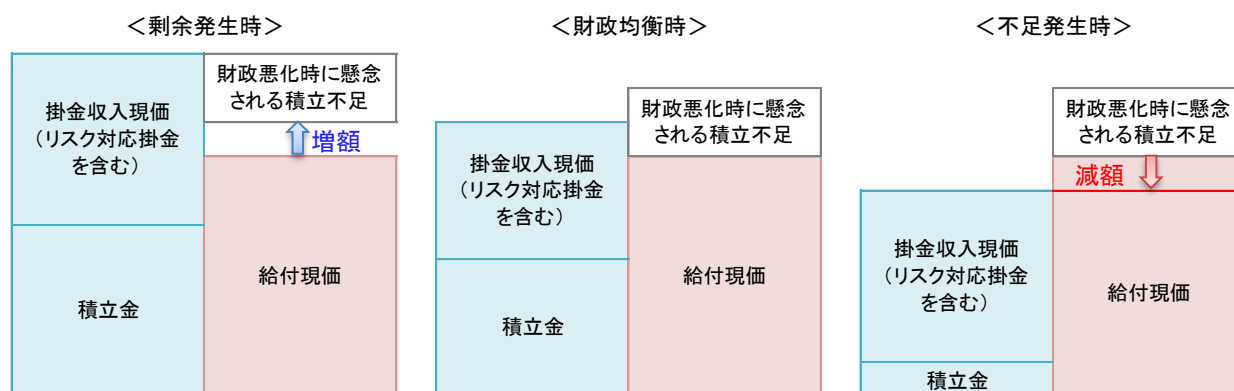 ＜剰余発生時＞
掛金収入現価
（リスク対応掛金
を含む）
積立金
財政悪化時に懸念
される積立不足
増額
給付現価
＜財政均衡時＞
掛金収入現価
（リスク対応掛金
を含む）
積立金
財政悪化時に懸念
される積立不足
給付現価
＜不足発生時＞
掛金収入現価
（リスク対応掛金
を含む）
積立金
財政悪化時に懸念
される積立不足
減額
給付現価